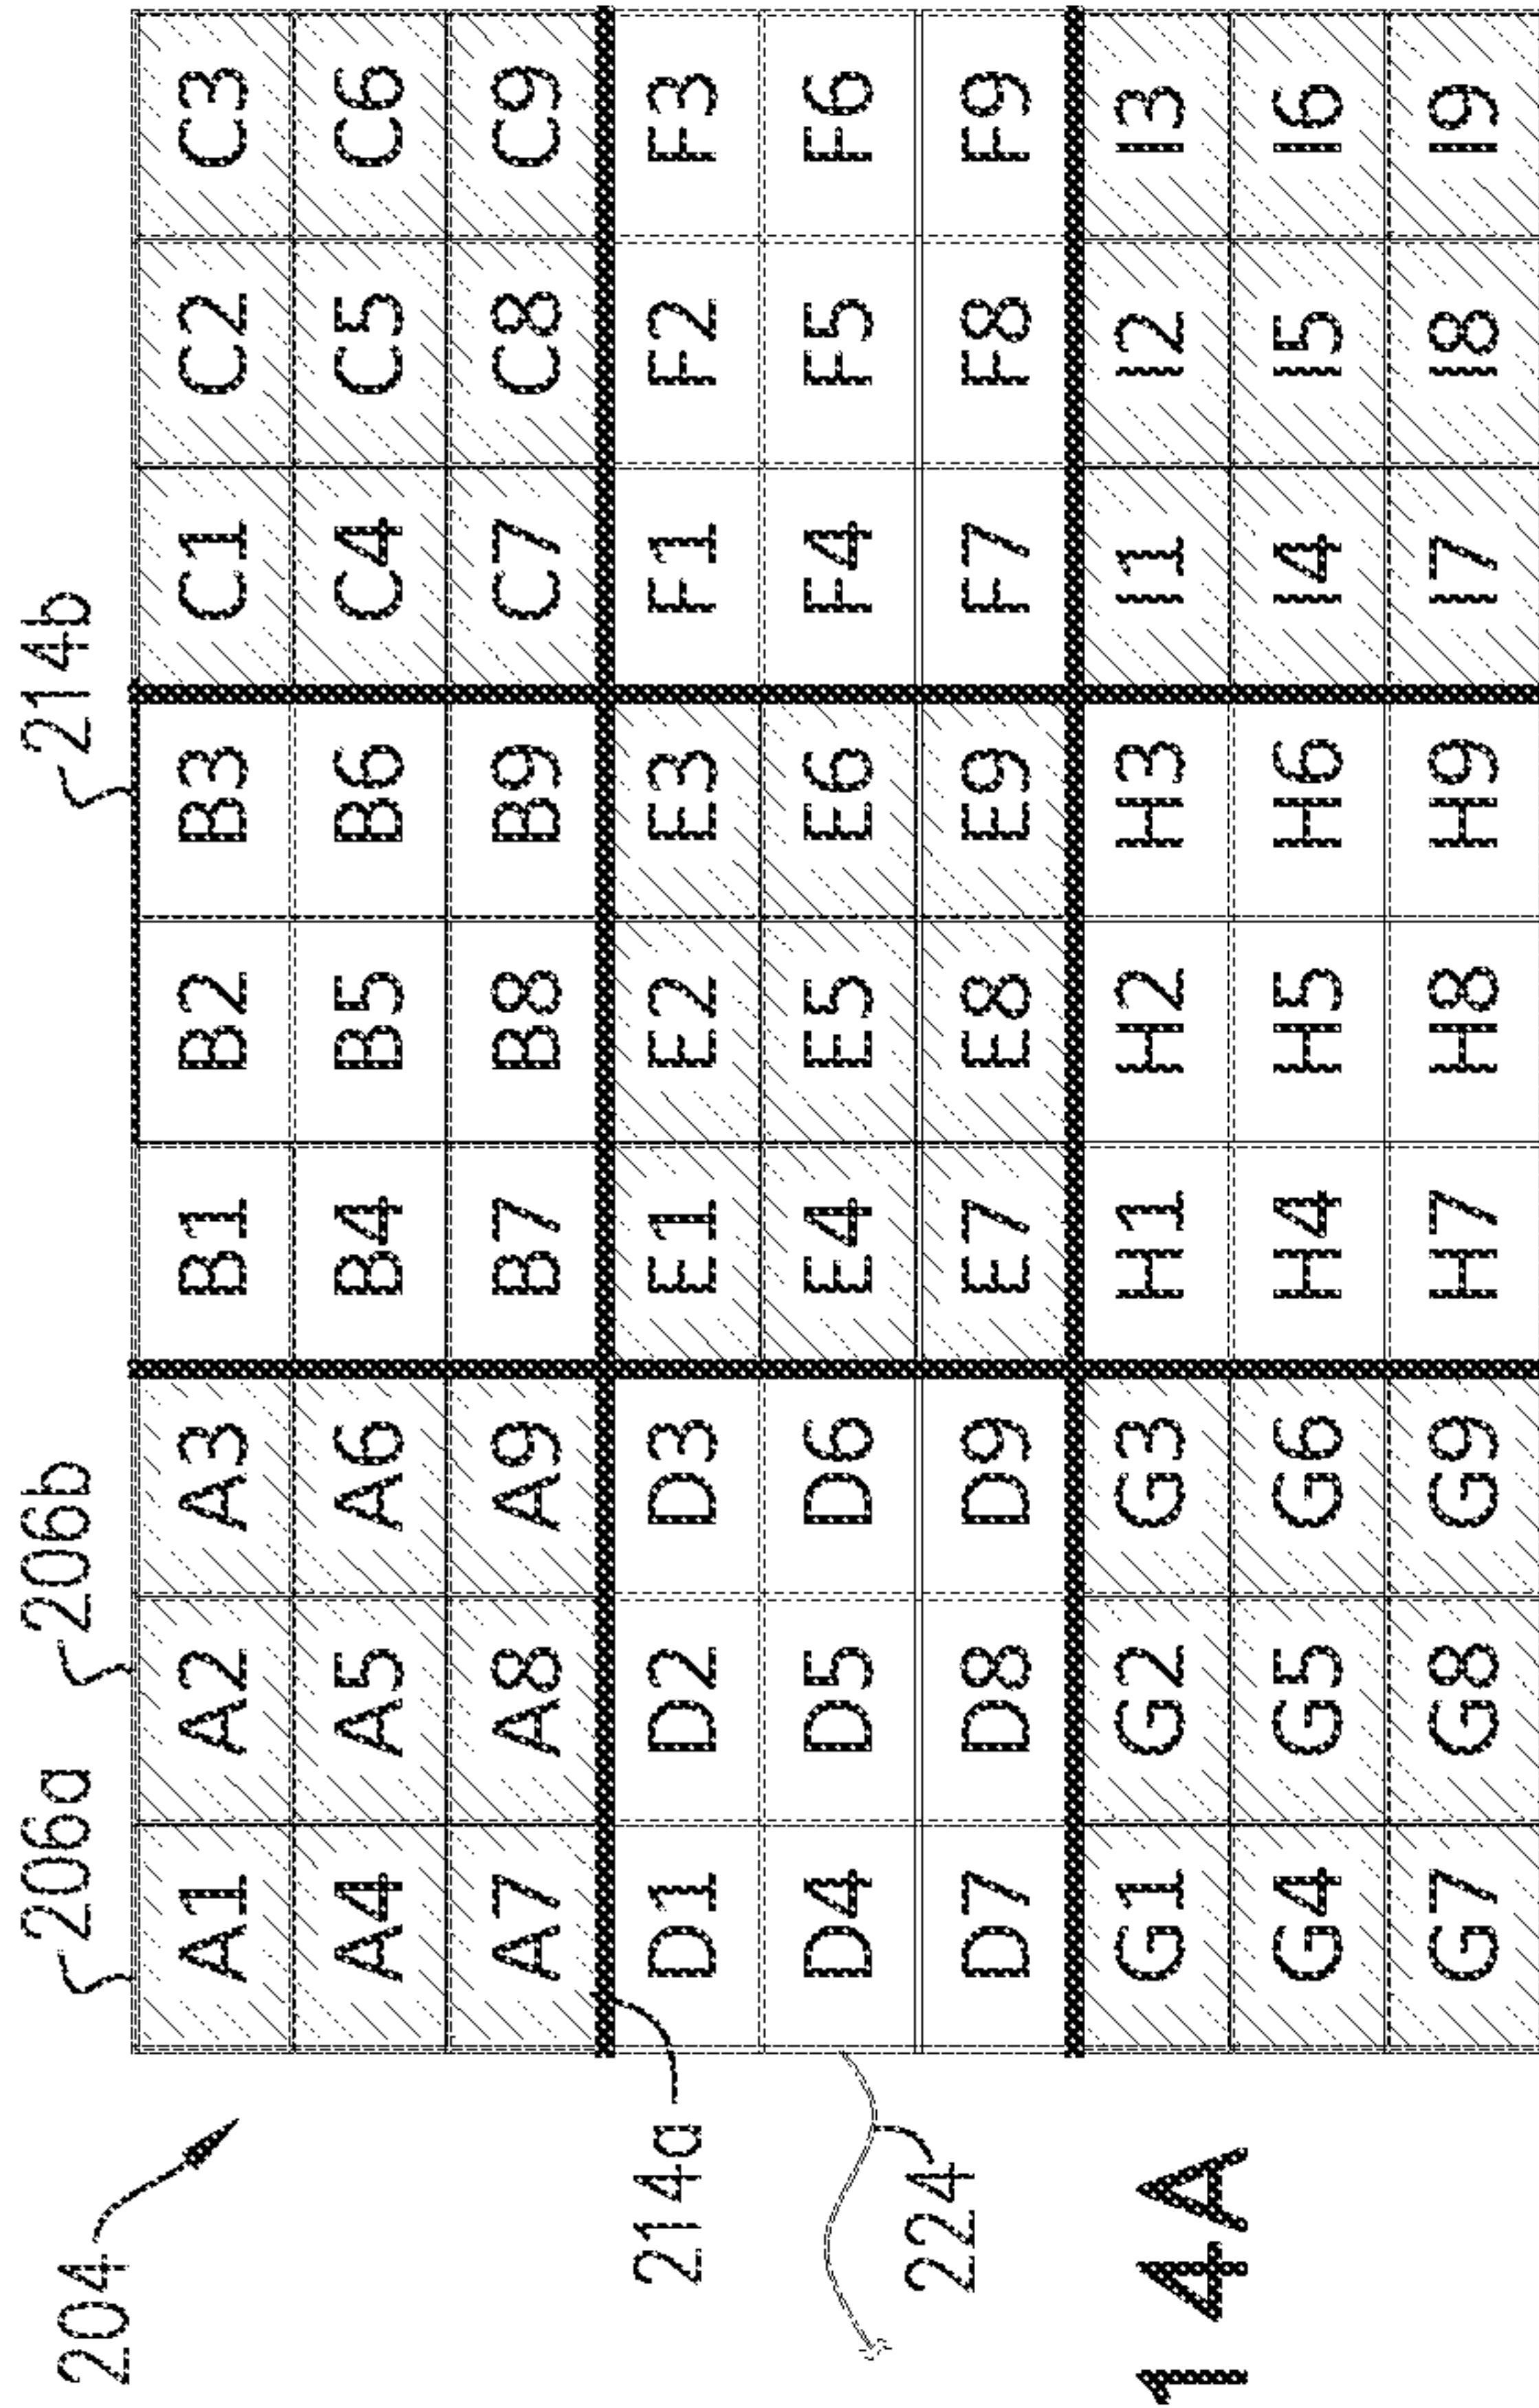 204
206a 206b 214b
A1 A2 A3 B1 B2 B3 C1 C2 C3
A4 A5 A6 B4 B5 B6 C4 C5 C6
A7 A8 A9 B7 B8 B9 C7 C8 C9
214a
D1 D2 D3 E1 E2 E3 F1 F2 F3
D4 D5 D6 E4 E5 E6 F4 F5 F6
D7 D8 D9 E7 E8 E9 F7 F8 F9
224
G1 G2 G3 H1 H2 H3 I1 I2 I3
G4 G5 G6 H4 H5 H6 I4 I5 I6
G7 G8 G9 H7 H8 H9 I7 I8 I9
14A